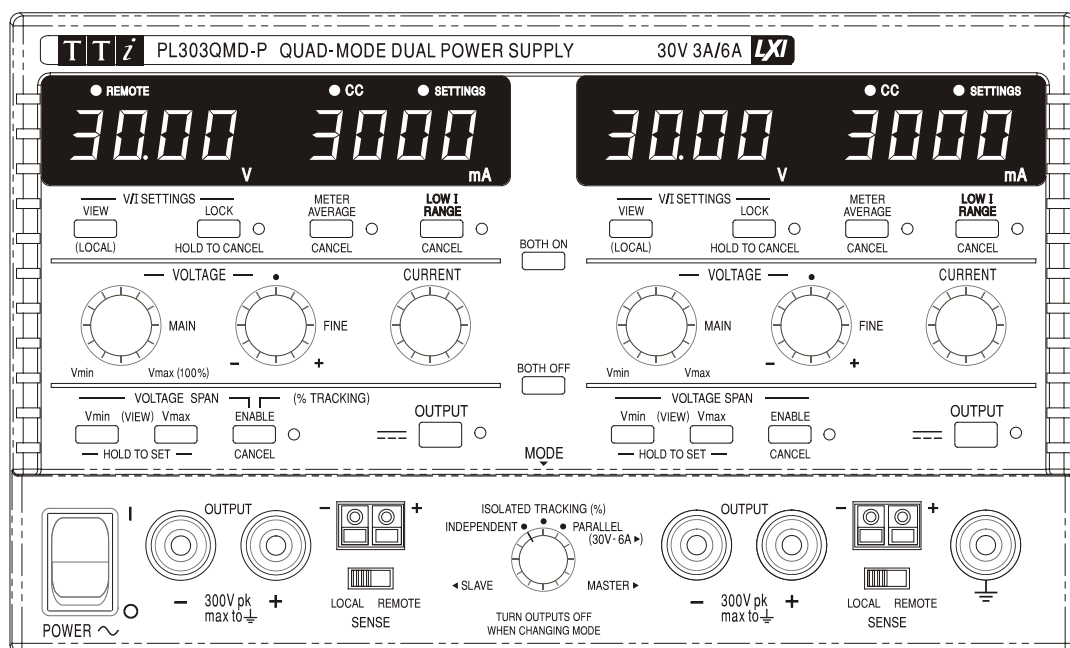 TTi PL303QMD-P QUAD-MODE DUAL POWER SUPPLY 30V 3A/6A LXI
REMOTE CC SETTINGS
30.00 V 3000 mA
CC SETTINGS
30.00 V 3000 mA
V/I SETTINGS
VIEW
(LOCAL)
LOCK
HOLD TO CANCEL
METER
AVERAGE
CANCEL
LOW I
RANGE
CANCEL
BOTH ON
V/I SETTINGS
VIEW
(LOCAL)
LOCK
HOLD TO CANCEL
METER
AVERAGE
CANCEL
LOW I
RANGE
CANCEL
VOLTAGE
MAIN
Vmin Vmax (100%)
FINE
– +
CURRENT
VOLTAGE
MAIN
Vmin Vmax
FINE
– +
CURRENT
BOTH OFF
VOLTAGE SPAN (% TRACKING)
Vmin (VIEW) Vmax
HOLD TO SET
ENABLE
CANCEL
OUTPUT
MODE
VOLTAGE SPAN
Vmin (VIEW) Vmax
HOLD TO SET
ENABLE
CANCEL
OUTPUT
I
O
POWER
OUTPUT
– 300V pk +
max to
– +
LOCAL REMOTE
SENSE
ISOLATED TRACKING (%)
INDEPENDENT PARALLEL
(30V - 6A ►)
◄ SLAVE MASTER ►
TURN OUTPUTS OFF
WHEN CHANGING MODE
OUTPUT
– 300V pk +
max to
– +
LOCAL REMOTE
SENSE